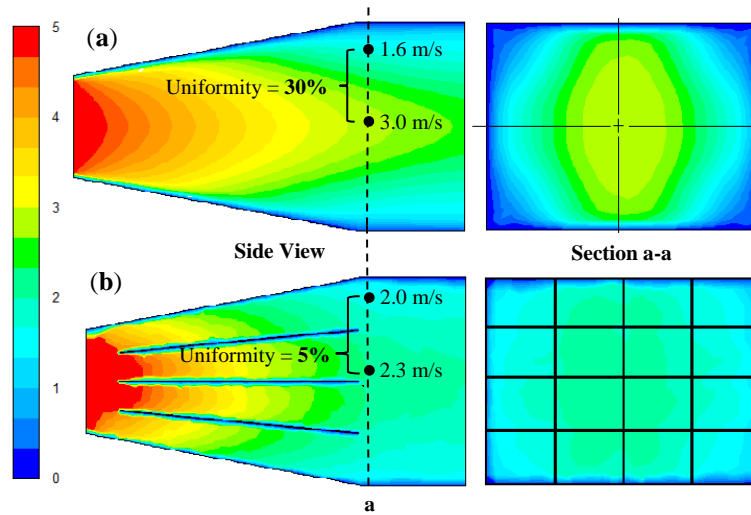 5
4
3
2
1
0
(a)
1.6 m/s
Uniformity = 30%
3.0 m/s
Side View
Section a-a
(b)
2.0 m/s
Uniformity = 5%
2.3 m/s
a